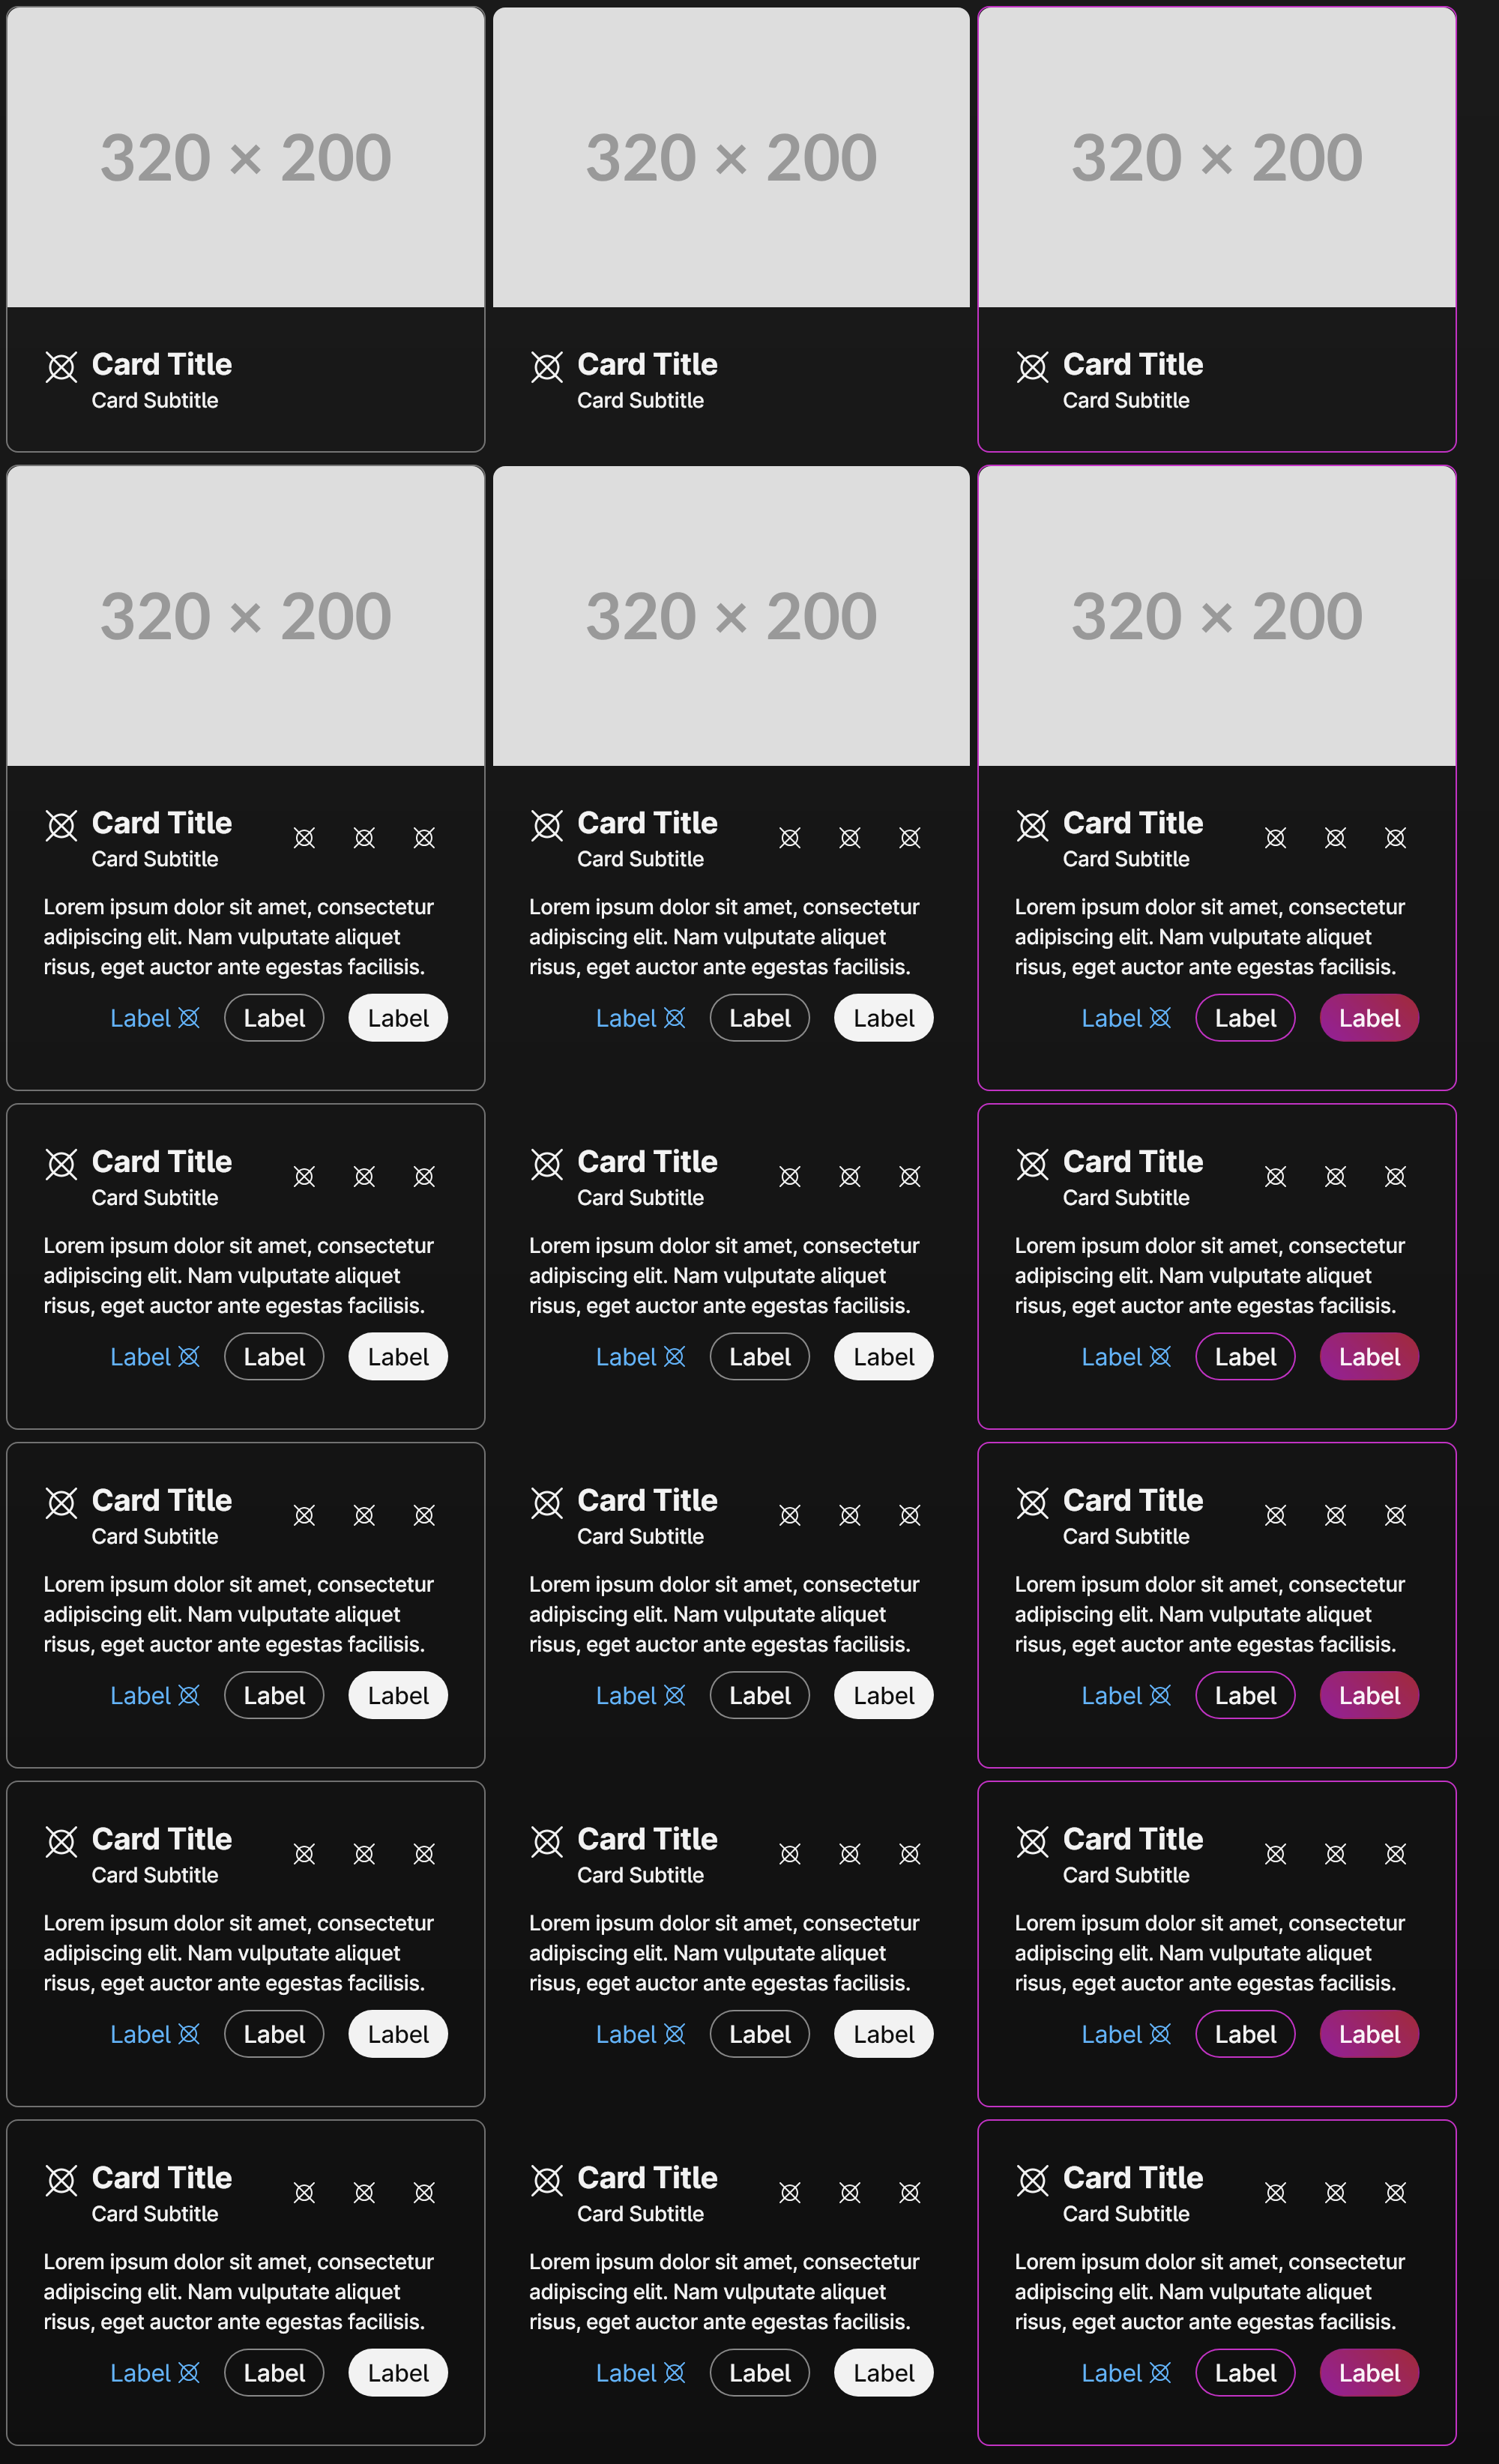 320 × 200
320 × 200
320 × 200
Card Title
Card Subtitle
Card Title
Card Subtitle
Card Title
Card Subtitle
320 × 200
320 × 200
320 × 200
Card Title
Card Subtitle
Lorem ipsum dolor sit amet, consectetur
adipiscing elit. Nam vulputate aliquet
risus, eget auctor ante egestas facilisis.
Label Label Label
Card Title
Card Subtitle
Lorem ipsum dolor sit amet, consectetur
adipiscing elit. Nam vulputate aliquet
risus, eget auctor ante egestas facilisis.
Label Label Label
Card Title
Card Subtitle
Lorem ipsum dolor sit amet, consectetur
adipiscing elit. Nam vulputate aliquet
risus, eget auctor ante egestas facilisis.
Label Label Label
Card Title
Card Subtitle
Lorem ipsum dolor sit amet, consectetur
adipiscing elit. Nam vulputate aliquet
risus, eget auctor ante egestas facilisis.
Label Label Label
Card Title
Card Subtitle
Lorem ipsum dolor sit amet, consectetur
adipiscing elit. Nam vulputate aliquet
risus, eget auctor ante egestas facilisis.
Label Label Label
Card Title
Card Subtitle
Lorem ipsum dolor sit amet, consectetur
adipiscing elit. Nam vulputate aliquet
risus, eget auctor ante egestas facilisis.
Label Label Label
Card Title
Card Subtitle
Lorem ipsum dolor sit amet, consectetur
adipiscing elit. Nam vulputate aliquet
risus, eget auctor ante egestas facilisis.
Label Label Label
Card Title
Card Subtitle
Lorem ipsum dolor sit amet, consectetur
adipiscing elit. Nam vulputate aliquet
risus, eget auctor ante egestas facilisis.
Label Label Label
Card Title
Card Subtitle
Lorem ipsum dolor sit amet, consectetur
adipiscing elit. Nam vulputate aliquet
risus, eget auctor ante egestas facilisis.
Label Label Label
Card Title
Card Subtitle
Lorem ipsum dolor sit amet, consectetur
adipiscing elit. Nam vulputate aliquet
risus, eget auctor ante egestas facilisis.
Label Label Label
Card Title
Card Subtitle
Lorem ipsum dolor sit amet, consectetur
adipiscing elit. Nam vulputate aliquet
risus, eget auctor ante egestas facilisis.
Label Label Label
Card Title
Card Subtitle
Lorem ipsum dolor sit amet, consectetur
adipiscing elit. Nam vulputate aliquet
risus, eget auctor ante egestas facilisis.
Label Label Label
Card Title
Card Subtitle
Lorem ipsum dolor sit amet, consectetur
adipiscing elit. Nam vulputate aliquet
risus, eget auctor ante egestas facilisis.
Label Label Label
Card Title
Card Subtitle
Lorem ipsum dolor sit amet, consectetur
adipiscing elit. Nam vulputate aliquet
risus, eget auctor ante egestas facilisis.
Label Label Label
Card Title
Card Subtitle
Lorem ipsum dolor sit amet, consectetur
adipiscing elit. Nam vulputate aliquet
risus, eget auctor ante egestas facilisis.
Label Label Label